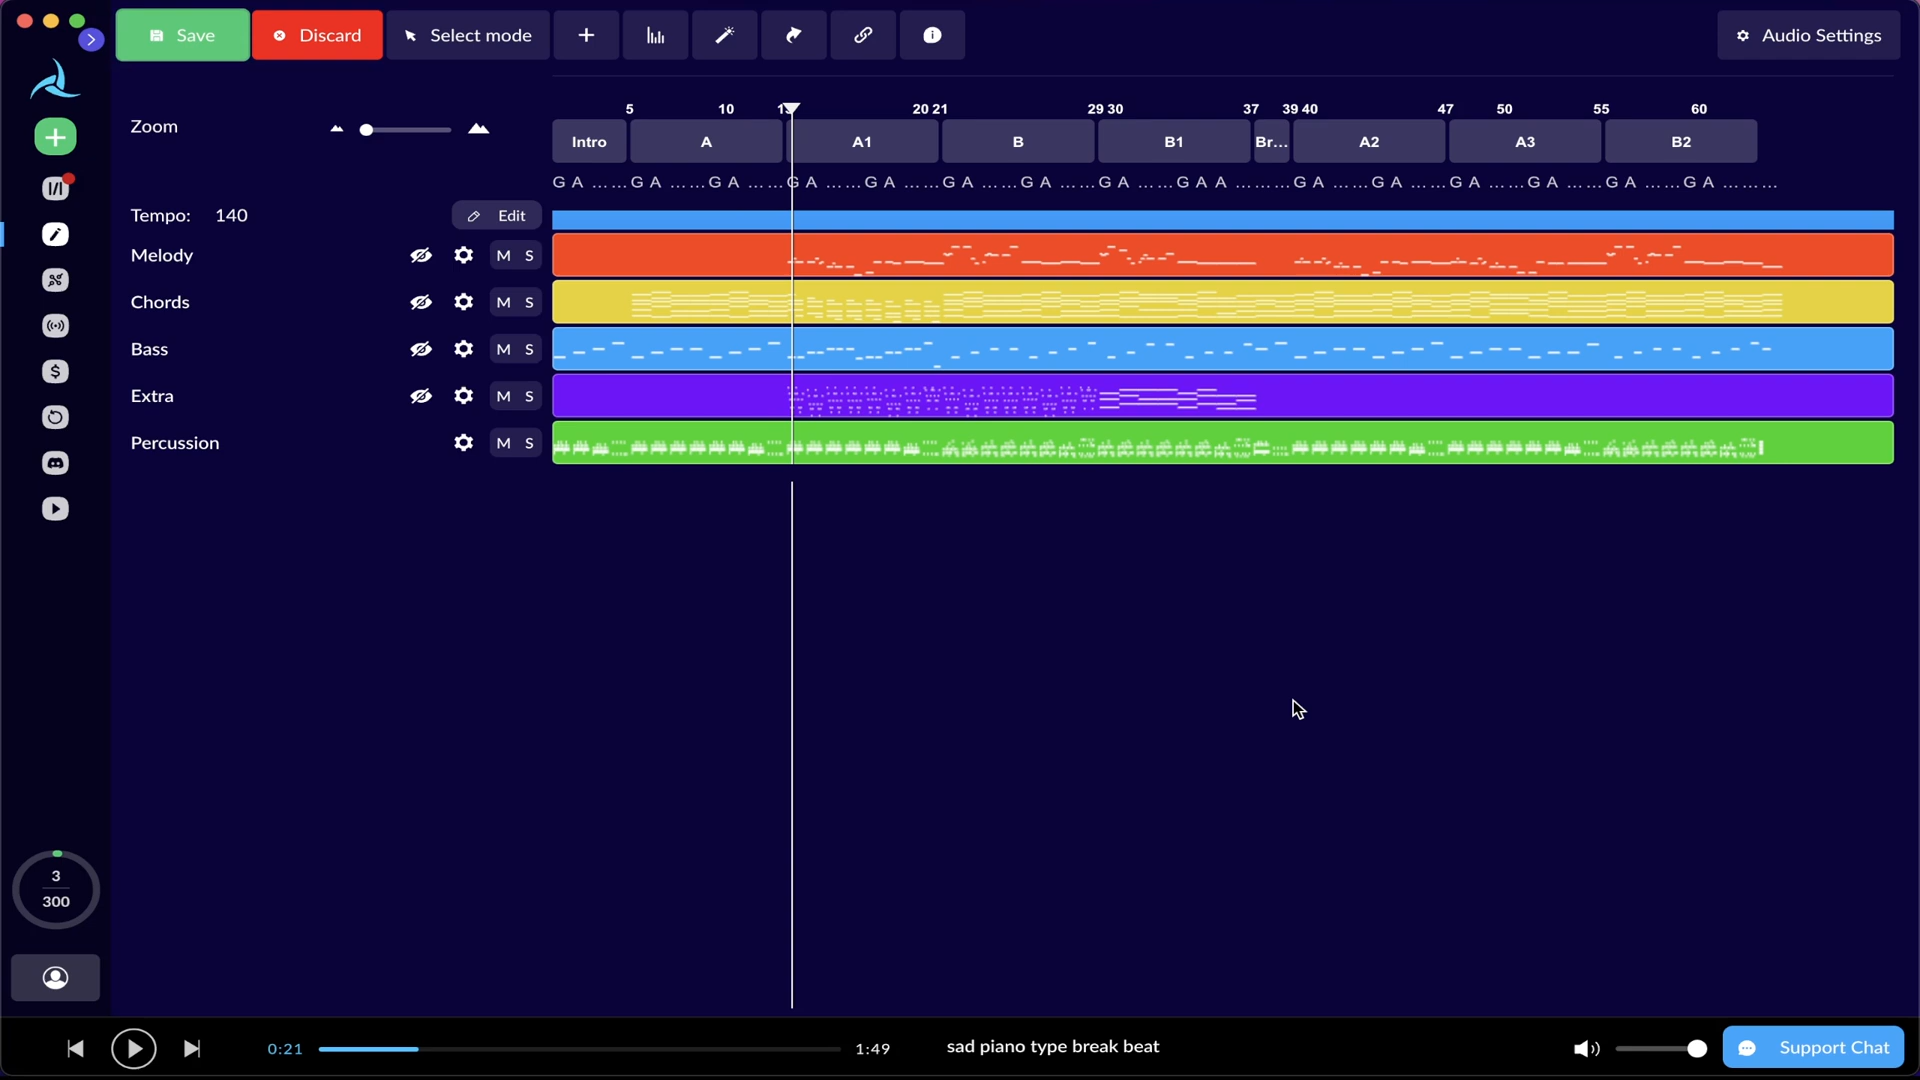 Save
Discard
Select mode
Audio Settings
5 10 20 21 29 30 37 39 40 47 50 55 60
Zoom
Intro A A1 B B1 Br... A2 A3 B2
G A ...... G A ...... G A ...... G A ...... G A ...... G A ...... G A ...... G A ...... G A A ......... G A ...... G A ...... G A ...... G A ...... G A ...... G A .........
Tempo: 140 Edit
Melody M S
Chords M S
Bass M S
Extra M S
Percussion M S
3
300
0:21 1:49 sad piano type break beat
Support Chat